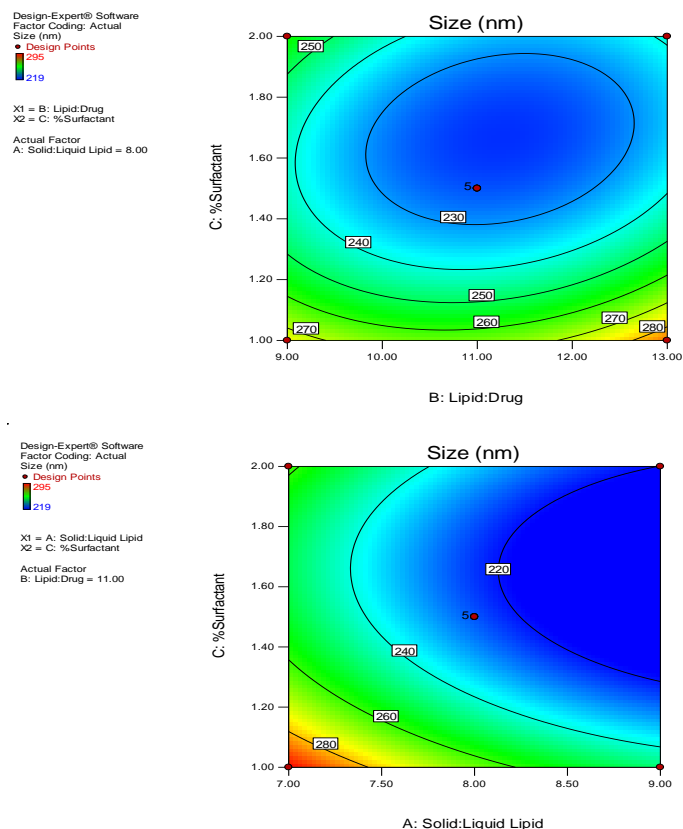 Design-Expert® Software
Factor Coding: Actual
Size (nm)
Design Points
295
219
X1 = B: Lipid:Drug
X2 = C: %Surfactant
Actual Factor
A: Solid:Liquid Lipid = 8.00
Size (nm)
C: %Surfactant
2.00
1.80
1.60
1.40
1.20
1.00
9.00 10.00 11.00 12.00 13.00
B: Lipid:Drug
250
5
230
240
250
260
270
270
280
.
Design-Expert® Software
Factor Coding: Actual
Size (nm)
Design Points
295
219
X1 = A: Solid:Liquid Lipid
X2 = C: %Surfactant
Actual Factor
B: Lipid:Drug = 11.00
Size (nm)
C: %Surfactant
2.00
1.80
1.60
1.40
1.20
1.00
7.00 7.50 8.00 8.50 9.00
A: Solid:Liquid Lipid
220
5
240
260
280